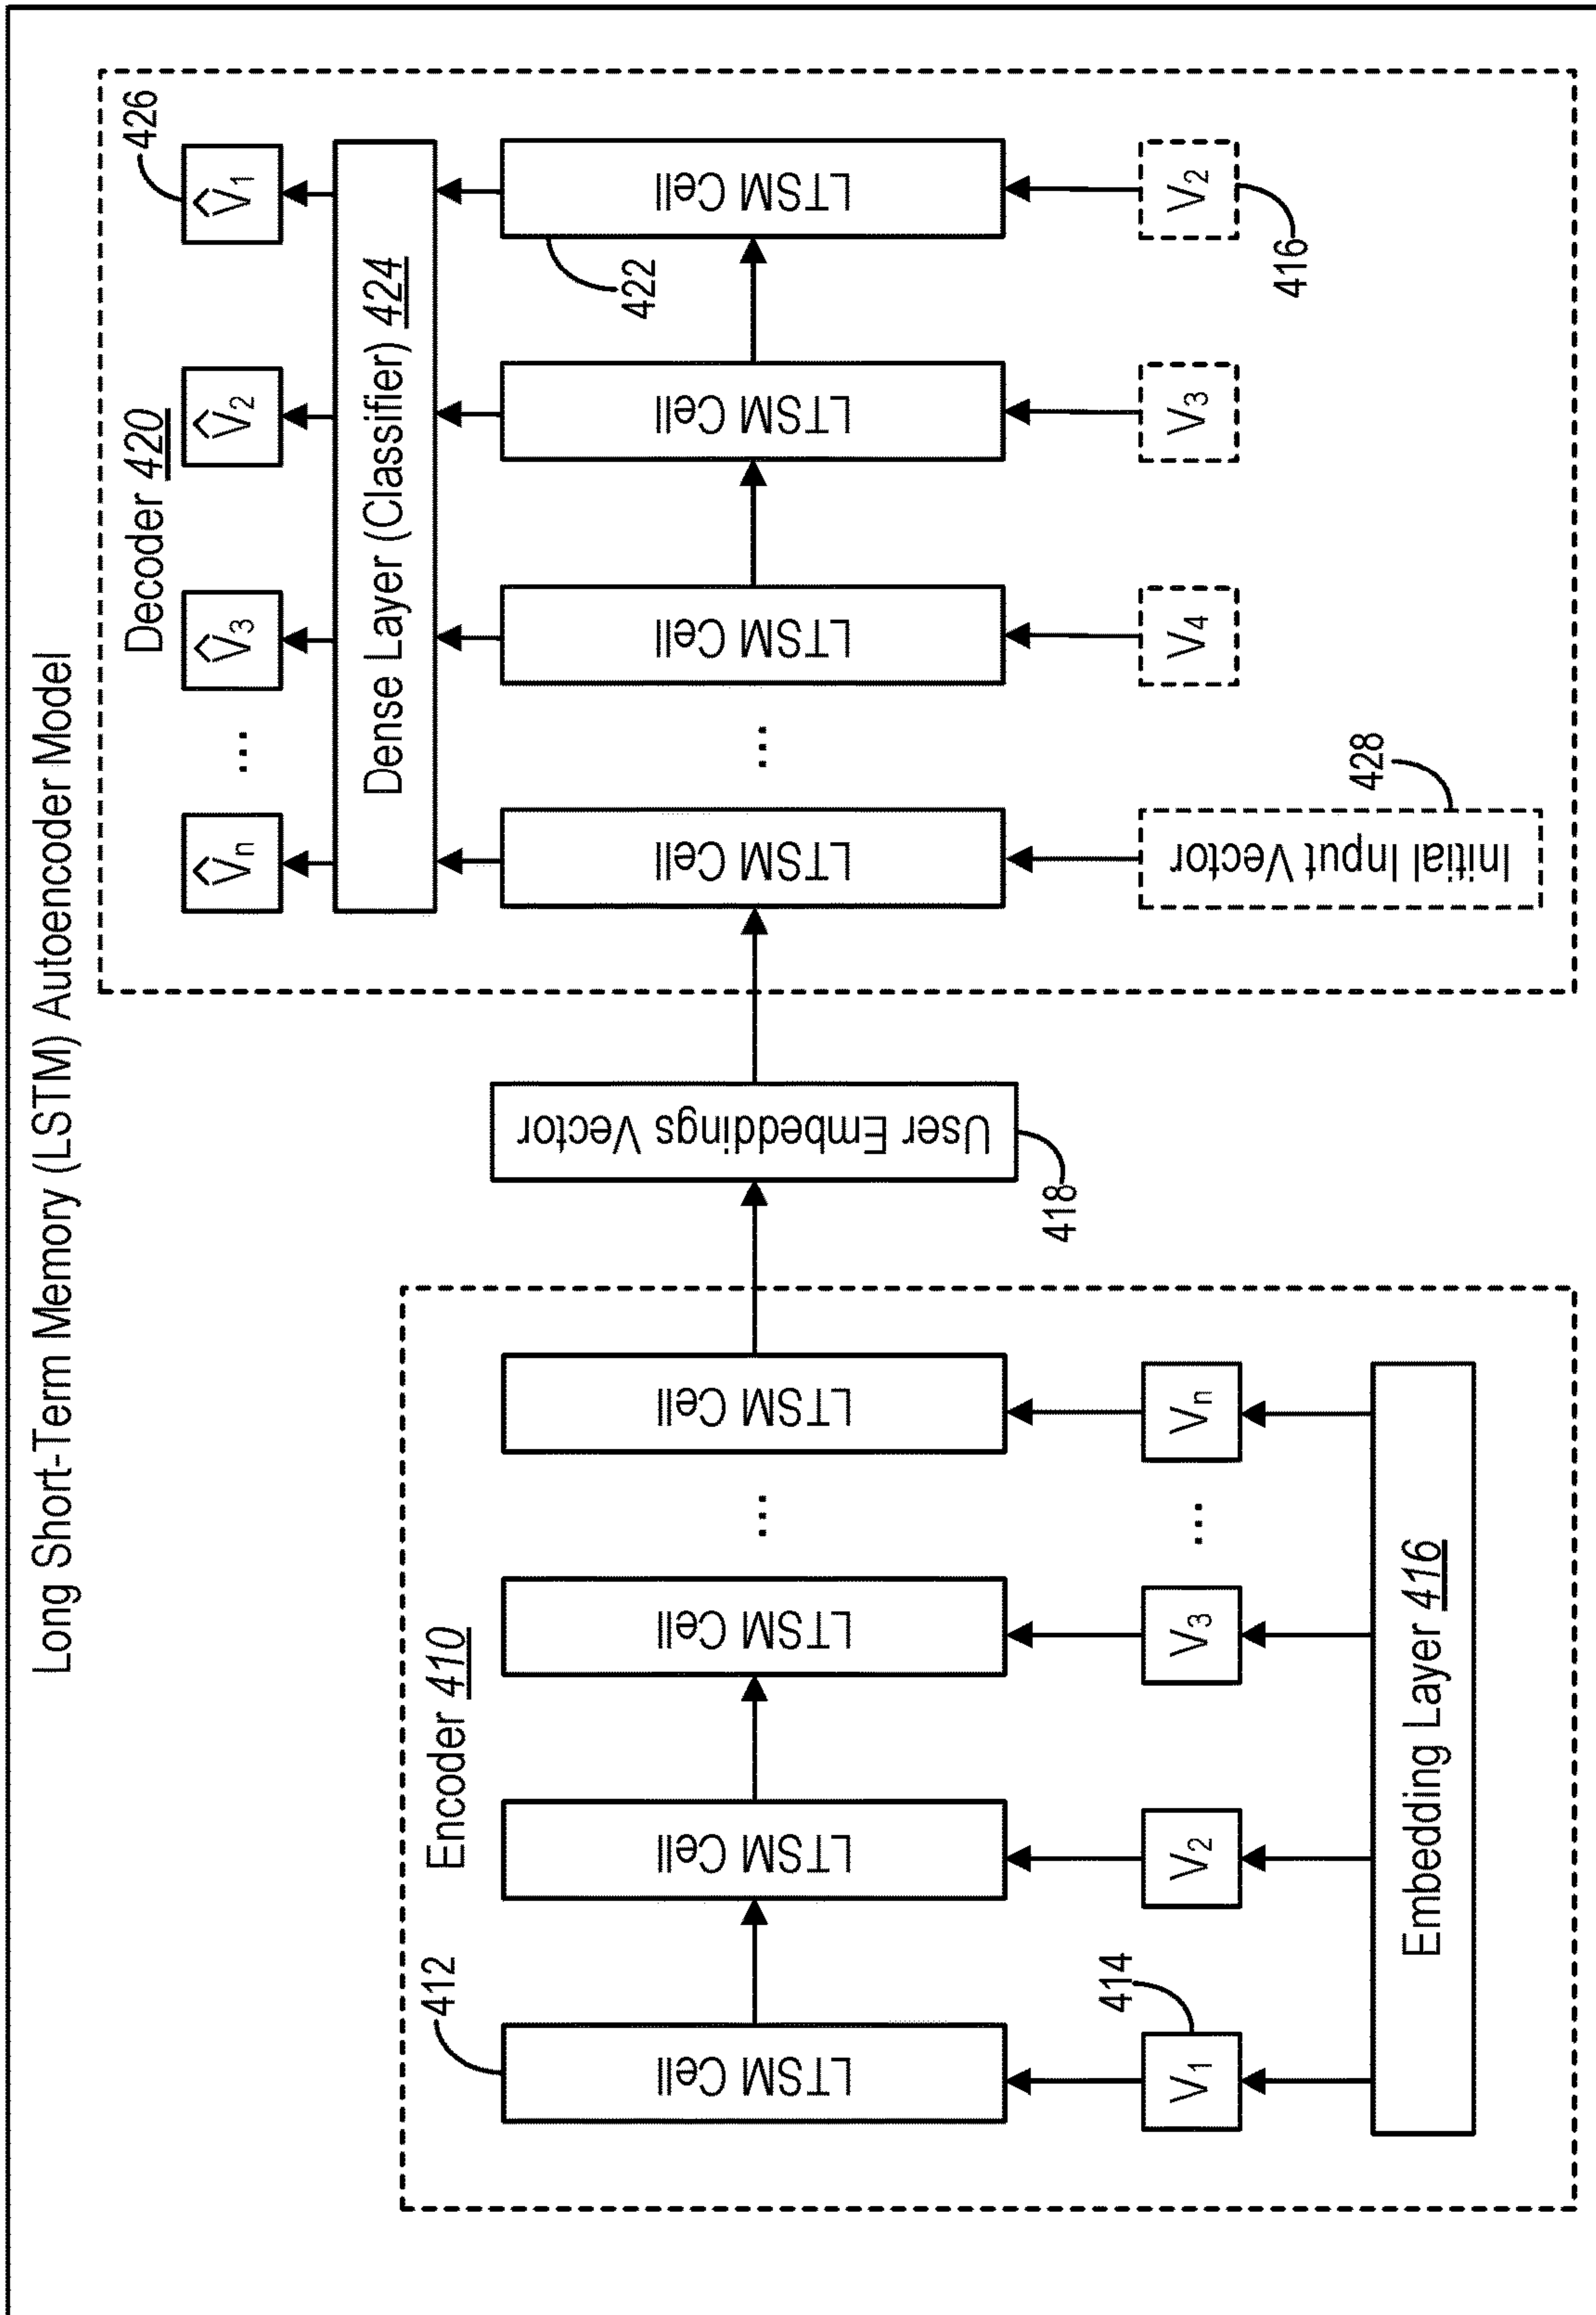 Long Short-Term Memory (LSTM) Autoencoder Model
Encoder 410
412
LTSM Cell
LTSM Cell
LTSM Cell
...
LTSM Cell
414
V1
V2
V3
...
Vn
Embedding Layer 416
User Embeddings Vector
418
Decoder 420
V̂n
...
V̂3
V̂2
V̂1
426
Dense Layer (Classifier) 424
LTSM Cell
...
LTSM Cell
LTSM Cell
LTSM Cell
422
Initial Input Vector
428
V4
V3
V2
416